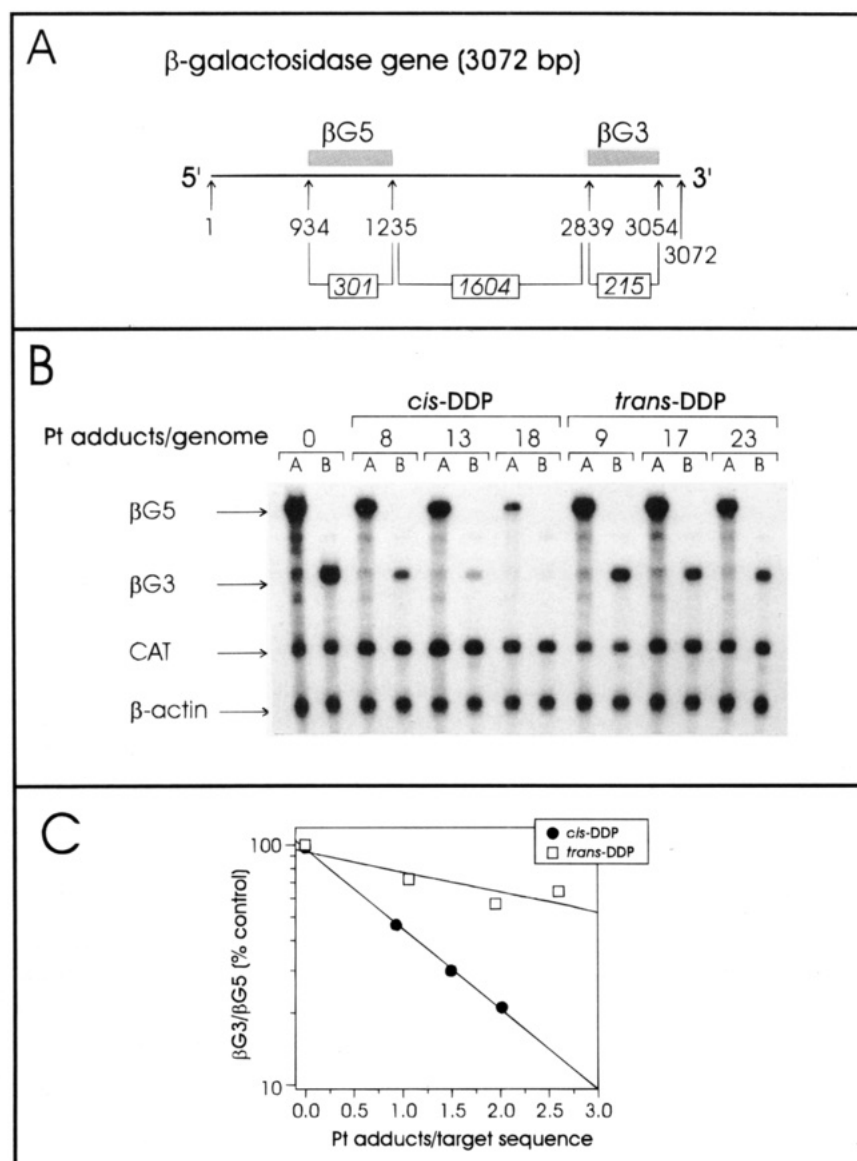 A
β-galactosidase gene (3072 bp)
βG5 βG3
5' 3'
1 934 1235 2839 3054
3072
301 1604 215
B
cis-DDP trans-DDP
Pt adducts/genome 0 8 13 18 9 17 23
A B A B A B A B A B A B A B
βG5
βG3
CAT
β-actin
C
cis-DDP
trans-DDP
100
10
βG3/βG5 (% control)
0.0 0.5 1.0 1.5 2.0 2.5 3.0
Pt adducts/target sequence